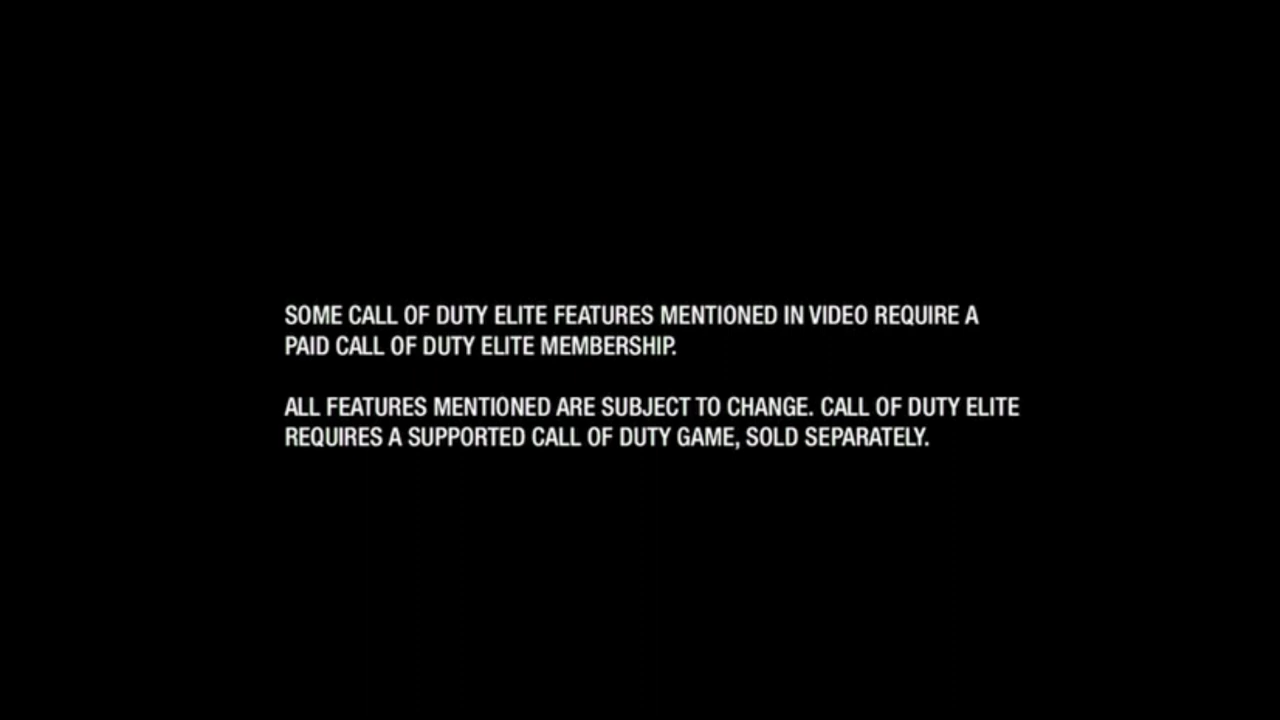 SOME CALL OF DUTY ELITE FEATURES MENTIONED IN VIDEO REQUIRE A
PAID CALL OF DUTY ELITE MEMBERSHIP.
ALL FEATURES MENTIONED ARE SUBJECT TO CHANGE. CALL OF DUTY ELITE
REQUIRES A SUPPORTED CALL OF DUTY GAME, SOLD SEPARATELY.